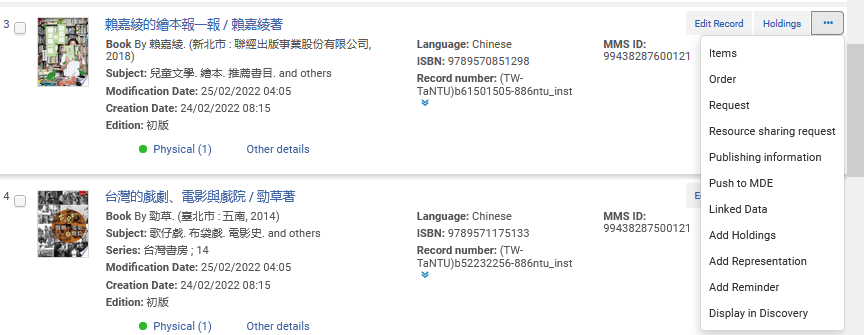 3
賴嘉綾的繪本報一報 / 賴嘉綾著
Edit Record
Holdings
Book By 賴嘉綾. (新北市 : 聯經出版事業股份有限公司,
2018)
Subject: 兒童文學. 繪本. 推薦書目. and others
Modification Date: 25/02/2022 04:05
Creation Date: 24/02/2022 08:15
Edition: 初版
Language: Chinese
ISBN: 9789570851298
Record number: (TW-
TaNTU)b61501505-886ntu_inst
MMS ID:
99438287600121
Physical (1)
Other details
Items
Order
Request
Resource sharing request
Publishing information
Push to MDE
Linked Data
Add Holdings
Add Representation
Add Reminder
Display in Discovery
4
台灣的戲劇、電影與戲院 / 勁草著
Book By 勁草. (臺北市 : 五南, 2014)
Subject: 歌仔戲. 布袋戲. 電影史. and others
Series: 台灣書房 ; 14
Modification Date: 25/02/2022 04:05
Creation Date: 24/02/2022 08:15
Edition: 初版
Language: Chinese
ISBN: 9789571175133
Record number: (TW-
TaNTU)b52232256-886ntu_inst
MMS ID:
99438287500121
Physical (1)
Other details